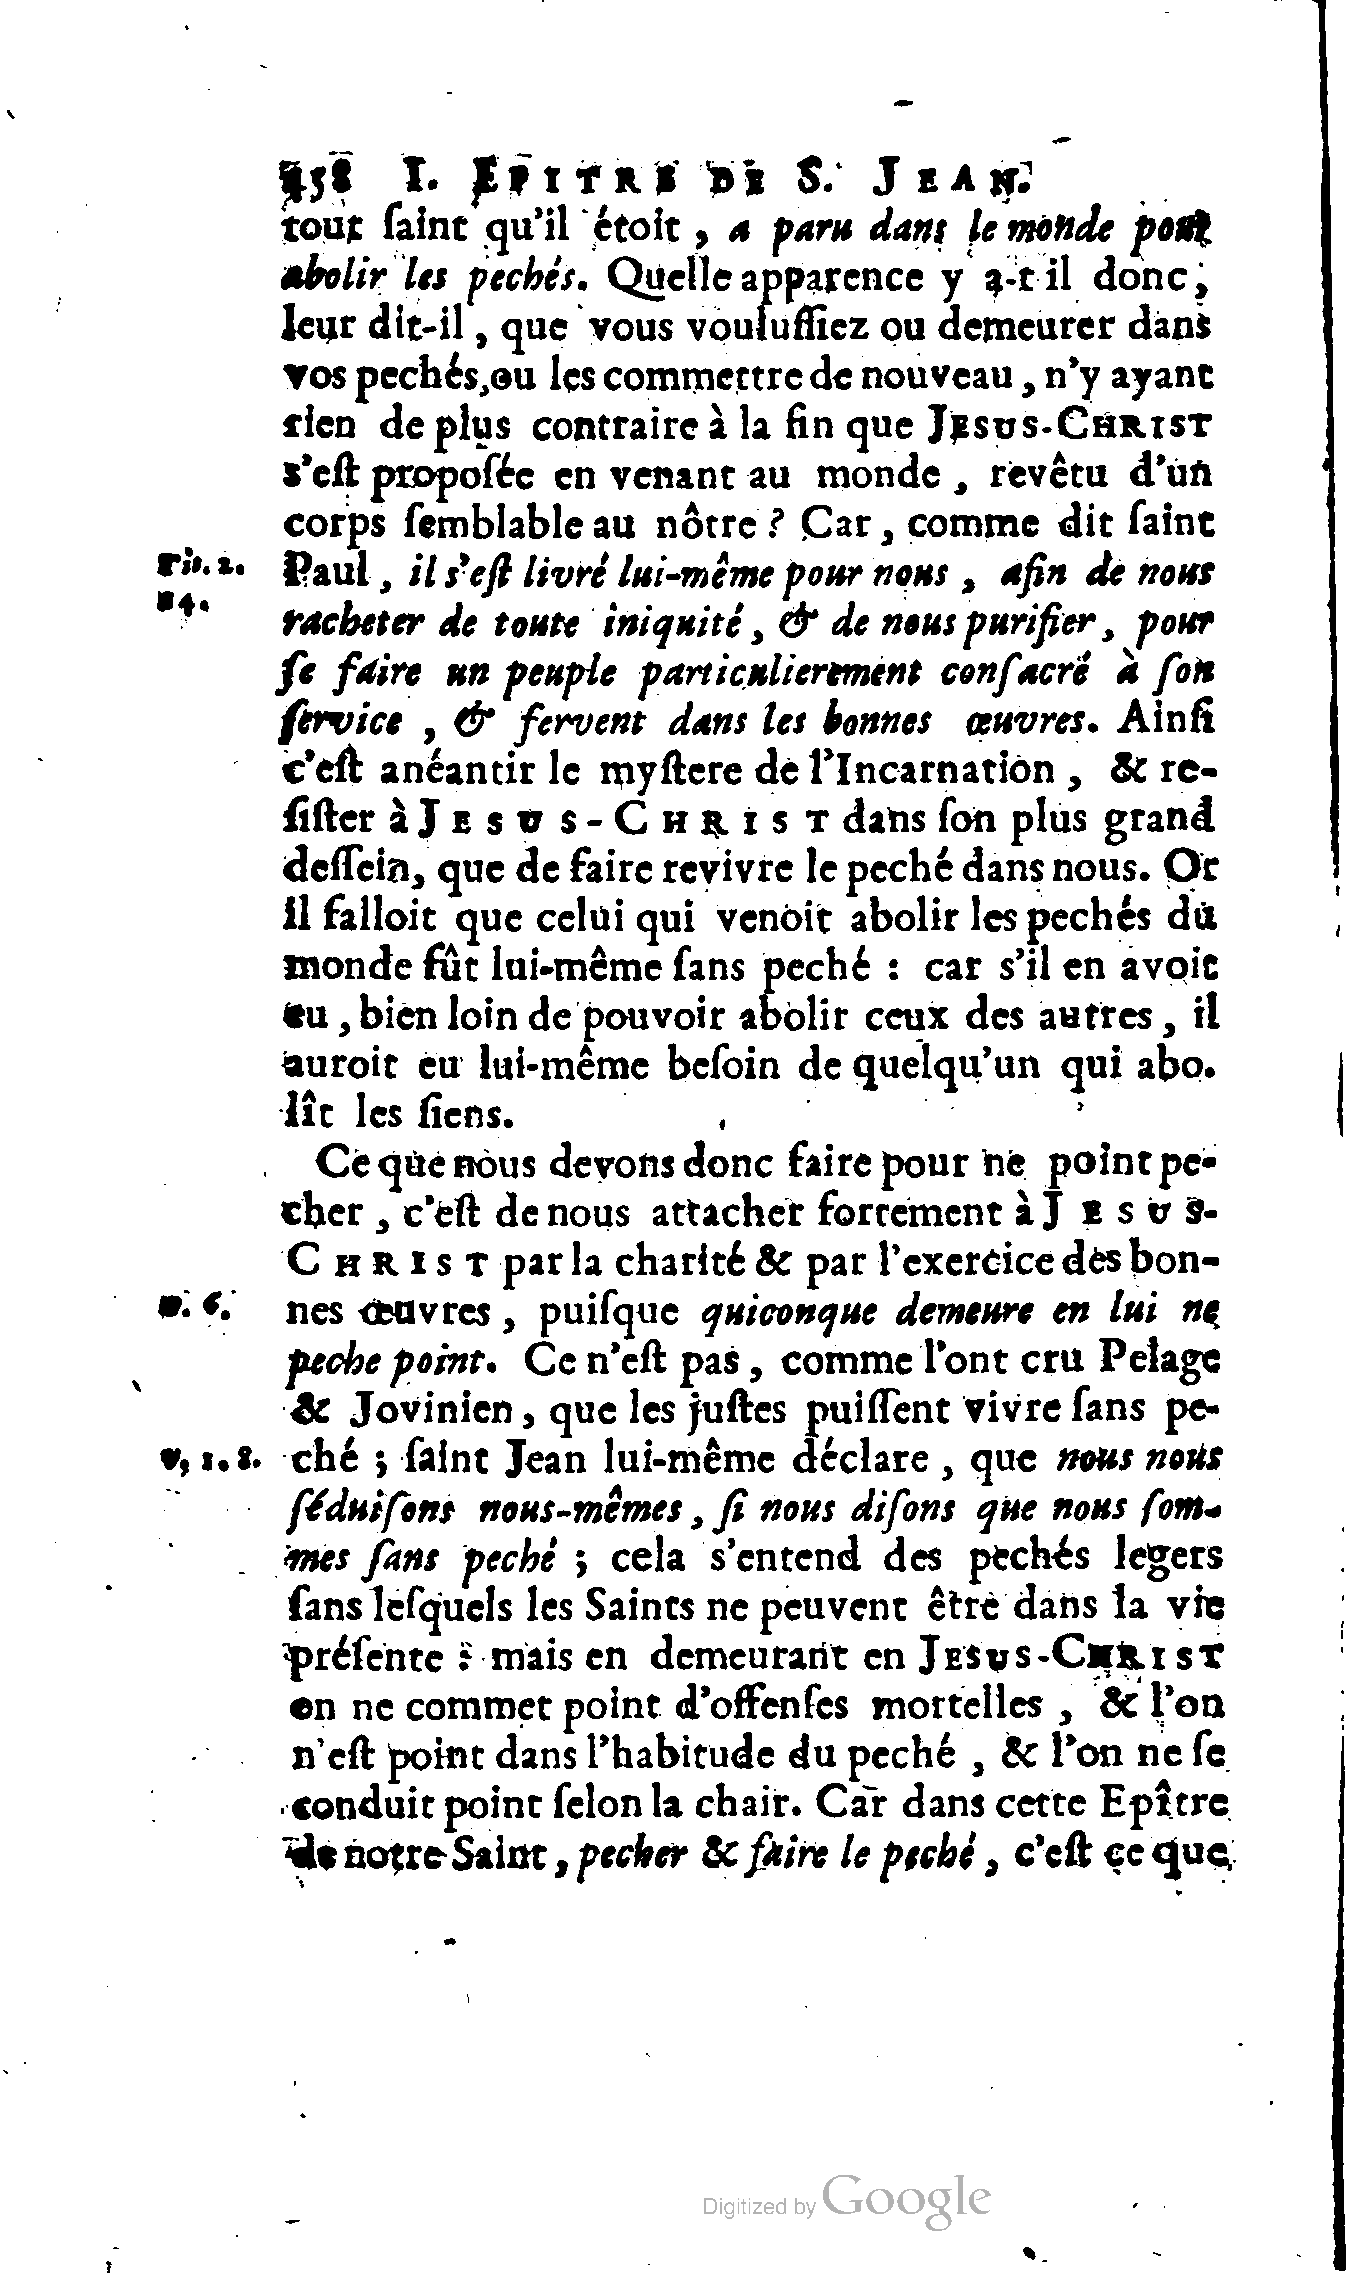 458 I. EPITRE DE S. JEAN.
tout ſaint qu'il étoit, a paru dans le monde pour
abolir les pechés. Quelle apparence y a-t il donc,
leur dit-il, que vous vouluſſiez ou demeurer dans
vos pechés, ou les commettre de nouveau, n'y ayant
rien de plus contraire à la fin que JESUS-CHRIST
s'eſt propoſée en venant au monde, revêtu d'un
corps ſemblable au nôtre? Car, comme dit ſaint
Tit. 2. Paul, il s'eſt livré lui-même pour nous, afin de nous
14. racheter de toute iniquité, & de nous purifier, pour
ſe faire un peuple particulierement conſacré à ſon
ſervice, & fervent dans les bonnes œuvres. Ainſi
c'eſt anéantir le myſtere de l'Incarnation, & re-
ſiſter à JESUS-CHRIST dans ſon plus grand
deſſein, que de faire revivre le peché dans nous. Or
il falloit que celui qui venoit abolir les pechés du
monde fût lui-même ſans peché : car s'il en avoit
eu, bien loin de pouvoir abolir ceux des autres, il
auroit eu lui-même beſoin de quelqu'un qui abo.
lît les ſiens.
Ce que nous devons donc faire pour ne point pe-
cher, c'eſt de nous attacher fortement à JESUS-
CHRIST par la charité & par l'exercice des bon-
v. 6. nes œuvres, puiſque quiconque demeure en lui ne
peche point. Ce n'eſt pas, comme l'ont cru Pelage
& Jovinien, que les juſtes puiſſent vivre ſans pe-
v, 1. 8. ché ; ſaint Jean lui-même déclare, que nous nous
ſéduiſons nous-mêmes, ſi nous diſons que nous ſom-
mes ſans peché ; cela s'entend des pechés legers
ſans leſquels les Saints ne peuvent être dans la vie
préſente : mais en demeurant en JESUS-CHRIST
on ne commet point d'offenſes mortelles, & l'on
n'eſt point dans l'habitude du peché, & l'on ne ſe
conduit point ſelon la chair. Car dans cette Epître
de notre Saint, pecher & faire le peché, c'eſt ce que
Digitized by Google